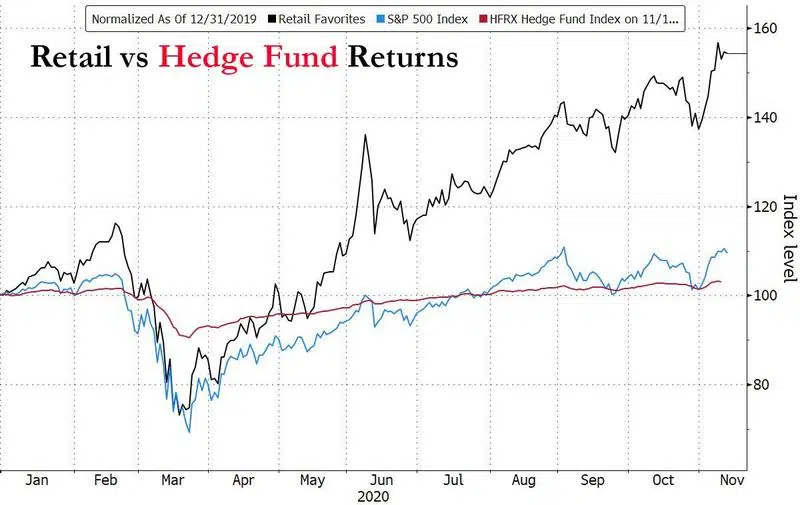 Normalized As Of 12/31/2019 Retail Favorites S&P 500 Index HFRX Hedge Fund Index on 11/1...
Retail vs Hedge Fund Returns
160
140
120
100
80
Index level
Jan Feb Mar Apr May Jun Jul Aug Sep Oct Nov
2020